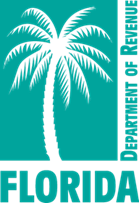 DEPARTMENT OF REVENUE
FLORIDA